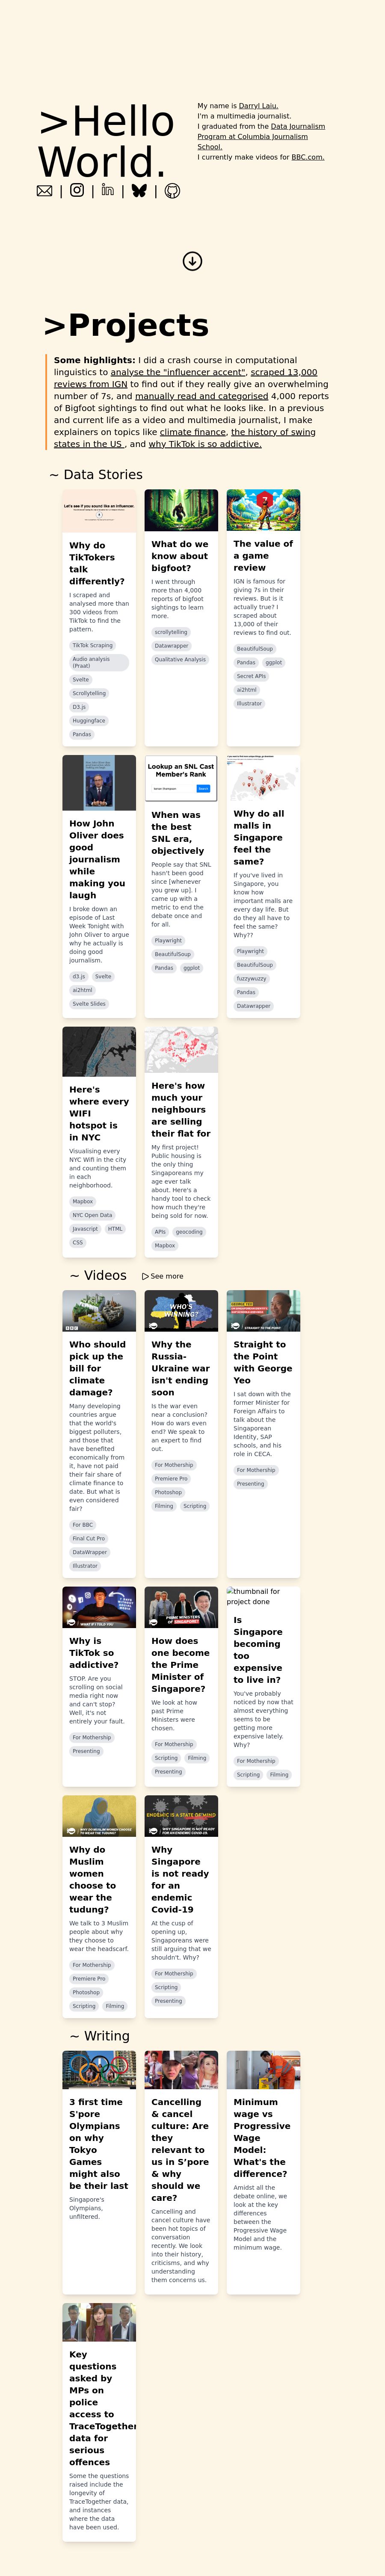 >Hello
World.
My name is Darryl Laiu.
I'm a multimedia journalist.
I graduated from the Data Journalism
Program at Columbia Journalism
School.
I currently make videos for BBC.com.
>Projects
Some highlights: I did a crash course in computational
linguistics to analyse the "influencer accent", scraped 13,000
reviews from IGN to find out if they really give an overwhelming
number of 7s, and manually read and categorised 4,000 reports
of Bigfoot sightings to find out what he looks like. In a previous
and current life as a video and multimedia journalist, I make
explainers on topics like climate finance, the history of swing
states in the US , and why TikTok is so addictive.
~ Data Stories
Let's see if you sound like an influencer
Why do
TikTokers
talk
differently?
I scraped and
analysed more than
300 videos from
TikTok to find the
pattern.
TikTok Scraping
Audio analysis
(Praat)
Svelte
Scrollytelling
D3.js
Huggingface
Pandas
What do we
know about
bigfoot?
I went through
more than 4,000
reports of bigfoot
sightings to learn
more.
scrollytelling
Datawrapper
Qualitative Analysis
The value of
a game
review
IGN is famous for
giving 7s in their
reviews. But is it
actually true? I
scraped about
13,000 of their
reviews to find out.
BeautifulSoup
Pandas ggplot
Secret APIs
ai2html
Illustrator
How John
Oliver does
good
journalism
while
making you
laugh
I broke down an
episode of Last
Week Tonight with
John Oliver to argue
why he actually is
doing good
journalism.
d3.js Svelte
ai2html
Svelte Slides
Lookup an SNL Cast
Member's Rank
When was
the best
SNL era,
objectively
People say that SNL
hasn't been good
since [whenever
you grew up]. I
came up with a
metric to end the
debate once and
for all.
Playwright
BeautifulSoup
Pandas ggplot
Why do all
malls in
Singapore
feel the
same?
If you've lived in
Singapore, you
know how
important malls are
every day life. But
do they all have to
feel the same?
Why??
Playwright
BeautifulSoup
fuzzywuzzy
Pandas
Datawrapper
Here's
where every
WIFI
hotspot is
in NYC
Visualising every
NYC Wifi in the city
and counting them
in each
neighborhood.
Mapbox
NYC Open Data
Javascript HTML
CSS
Here's how
much your
neighbours
are selling
their flat for
My first project!
Public housing is
the only thing
Singaporeans my
age ever talk
about. Here's a
handy tool to check
how much they're
being sold for now.
APIs geocoding
Mapbox
~ Videos
See more
BBC
Who should
pick up the
bill for
climate
damage?
Many developing
countries argue
that the world's
biggest polluters,
and those that
have benefited
economically from
it, have not paid
their fair share of
climate finance to
date. But what is
even considered
fair?
For BBC
Final Cut Pro
DataWrapper
Illustrator
WHO'S
WINNING?
Why the
Russia-
Ukraine war
isn't ending
soon
Is the war even
near a conclusion?
How do wars even
end? We speak to
an expert to find
out.
For Mothership
Premiere Pro
Photoshop
Filming Scripting
STRAIGHT TO THE POINT
Straight to
the Point
with George
Yeo
I sat down with the
former Minister for
Foreign Affairs to
talk about the
Singaporean
identity, SAP
schools, and his
role in CECA.
For Mothership
Presenting
WHAT IF I TOLD YOU
Why is
TikTok so
addictive?
STOP. Are you
scrolling on social
media right now
and can't stop?
Well, it's not
entirely your fault.
For Mothership
Presenting
PRIME MINISTERS
OF SINGAPORE
How does
one become
the Prime
Minister of
Singapore?
We look at how
past Prime
Ministers were
chosen.
For Mothership
Scripting Filming
Presenting
thumbnail for
project done
Is
Singapore
becoming
too
expensive
to live in?
You've probably
noticed by now that
almost everything
seems to be
getting more
expensive lately.
Why?
For Mothership
Scripting Filming
WHY DO MUSLIM WOMEN CHOOSE
TO WEAR THE TUDUNG?
Why do
Muslim
women
choose to
wear the
tudung?
We talk to 3 Muslim
people about why
they choose to
wear the headscarf.
For Mothership
Premiere Pro
Photoshop
Scripting Filming
ENDEMIC IS A STATE OF MIND
WHY SINGAPORE IS NOT READY
FOR AN ENDEMIC COVID-19
Why
Singapore
is not ready
for an
endemic
Covid-19
At the cusp of
opening up,
Singaporeans were
still arguing that we
shouldn't. Why?
For Mothership
Scripting
Presenting
~ Writing
3 first time
S'pore
Olympians
on why
Tokyo
Games
might also
be their last
Singapore's
Olympians,
unfiltered.
Cancelling
& cancel
culture: Are
they
relevant to
us in S’pore
& why
should we
care?
Cancelling and
cancel culture have
been hot topics of
conversation
recently. We look
into their history,
criticisms, and why
understanding
them concerns us.
Minimum
wage vs
Progressive
Wage
Model:
What's the
difference?
Amidst all the
debate online, we
look at the key
differences
between the
Progressive Wage
Model and the
minimum wage.
Key
questions
asked by
MPs on
police
access to
TraceTogether
data for
serious
offences
Some the questions
raised include the
longevity of
TraceTogether data,
and instances
where the data
have been used.